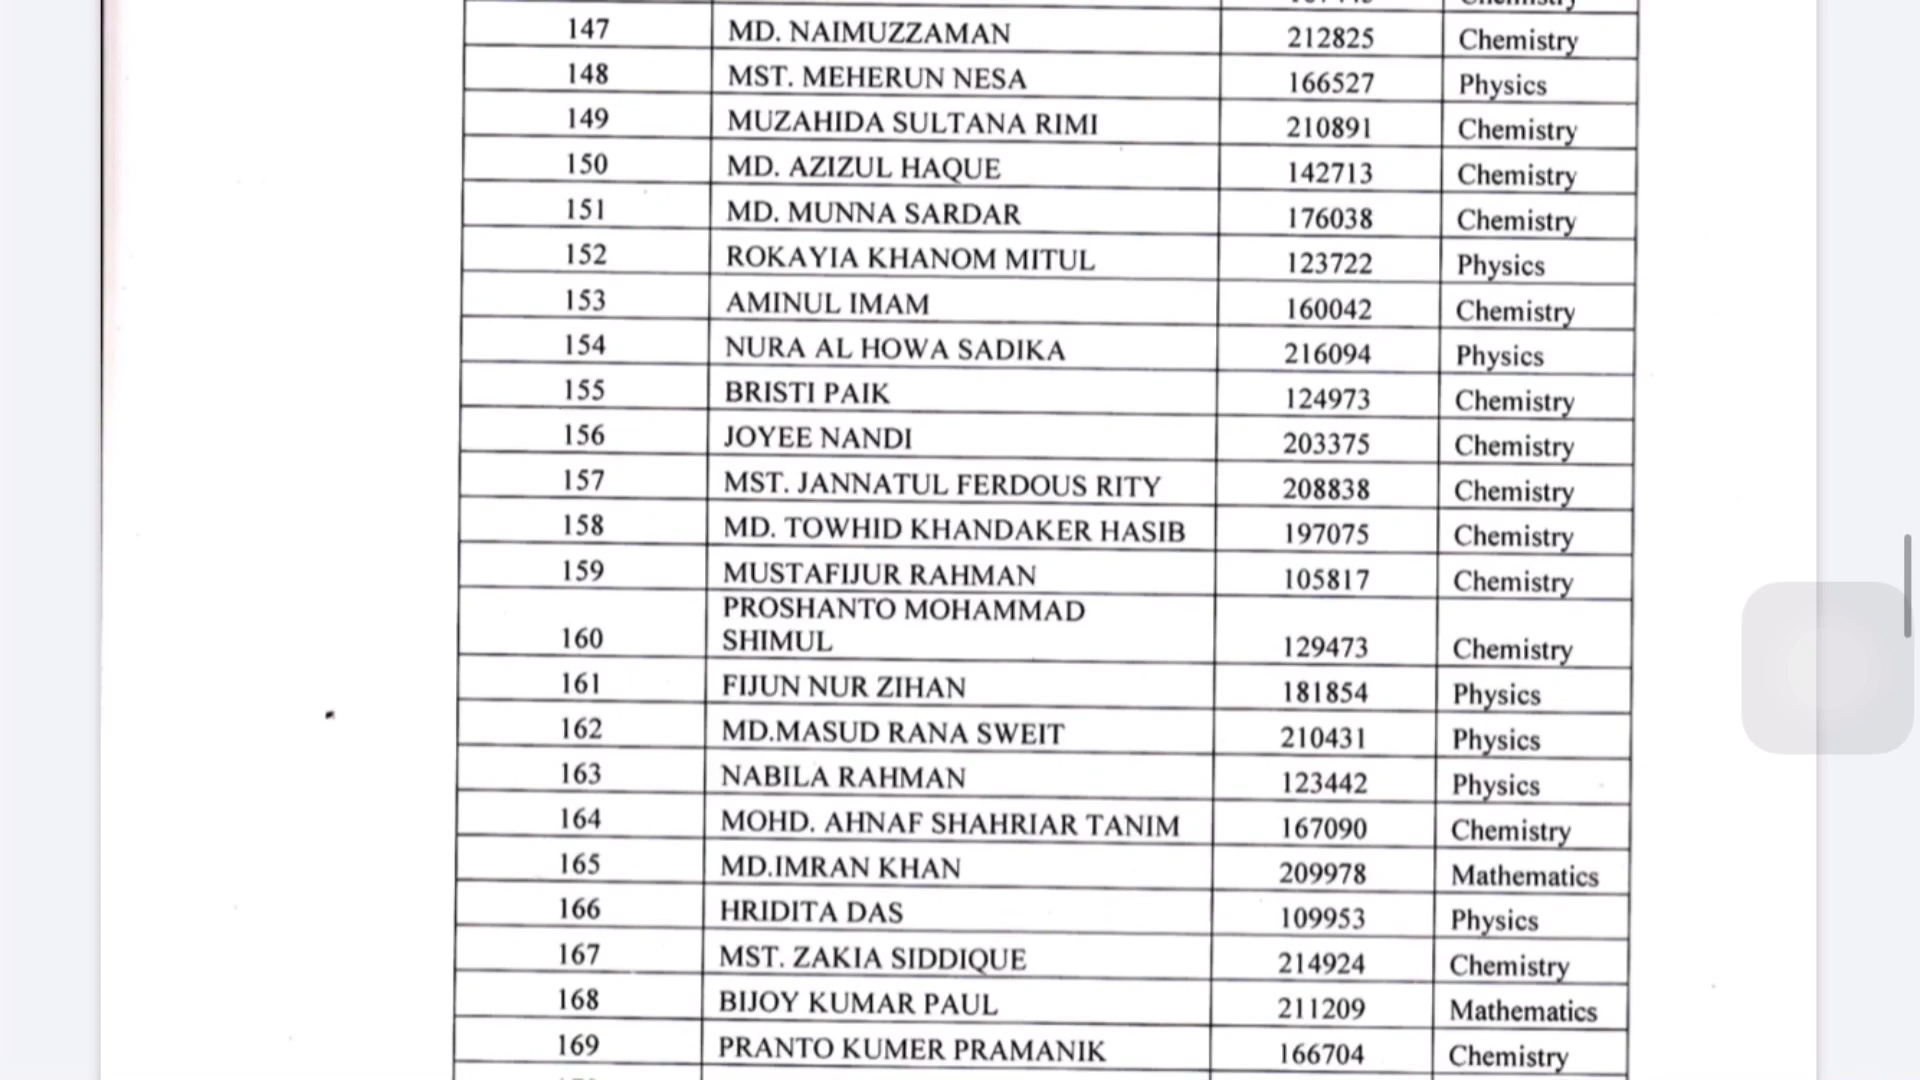 147 MD. NAIMUZZAMAN 212825 Chemistry
148 MST. MEHERUN NESA 166527 Physics
149 MUZAHIDA SULTANA RIMI 210891 Chemistry
150 MD. AZIZUL HAQUE 142713 Chemistry
151 MD. MUNNA SARDAR 176038 Chemistry
152 ROKAYIA KHANOM MITUL 123722 Physics
153 AMINUL IMAM 160042 Chemistry
154 NURA AL HOWA SADIKA 216094 Physics
155 BRISTI PAIK 124973 Chemistry
156 JOYEE NANDI 203375 Chemistry
157 MST. JANNATUL FERDOUS RITY 208838 Chemistry
158 MD. TOWHID KHANDAKER HASIB 197075 Chemistry
159 MUSTAFIJUR RAHMAN 105817 Chemistry
PROSHANTO MOHAMMAD
160 SHIMUL 129473 Chemistry
161 FIJUN NUR ZIHAN 181854 Physics
162 MD.MASUD RANA SWEIT 210431 Physics
163 NABILA RAHMAN 123442 Physics
164 MOHD. AHNAF SHAHRIAR TANIM 167090 Chemistry
165 MD.IMRAN KHAN 209978 Mathematics
166 HRIDITA DAS 109953 Physics
167 MST. ZAKIA SIDDIQUE 214924 Chemistry
168 BIJOY KUMAR PAUL 211209 Mathematics
169 PRANTO KUMER PRAMANIK 166704 Chemistry